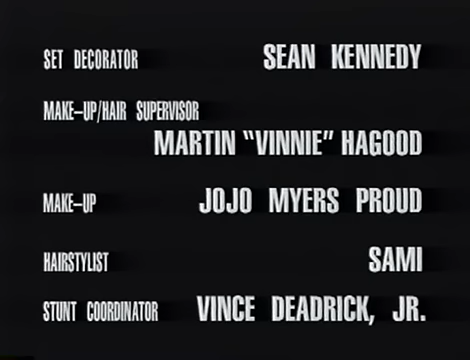 SET DECORATOR SEAN KENNEDY
MAKE–UP/HAIR SUPERVISOR
MARTIN “VINNIE” HAGOOD
MAKE–UP JOJO MYERS PROUD
HAIRSTYLIST SAMI
STUNT COORDINATOR VINCE DEADRICK, JR.